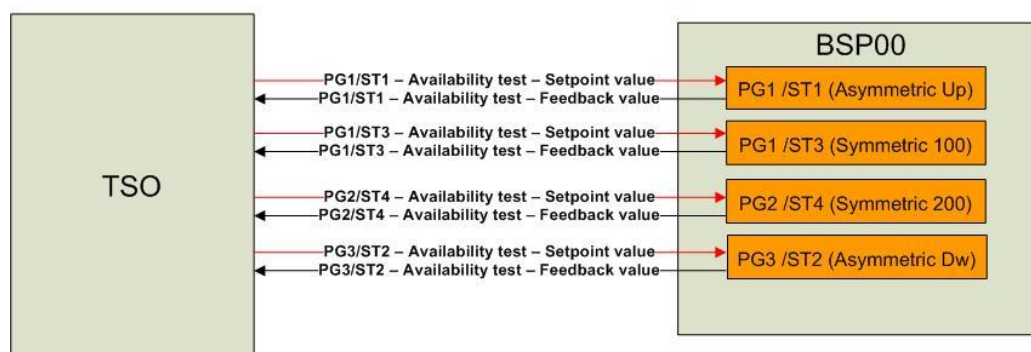 BSP00
PG1/ST1 – Availability test – Setpoint value
PG1 /ST1 (Asymmetric Up)
PG1/ST1 – Availability test – Feedback value
PG1/ST3 – Availability test – Setpoint value
PG1 /ST3 (Symmetric 100)
PG1/ST3 – Availability test – Feedback value
TSO
PG2/ST4 – Availability test – Setpoint value
PG2 /ST4 (Symmetric 200)
PG2/ST4 – Availability test – Feedback value
PG3/ST2 – Availability test – Setpoint value
PG3 /ST2 (Asymmetric Dw)
PG3/ST2 – Availability test – Feedback value